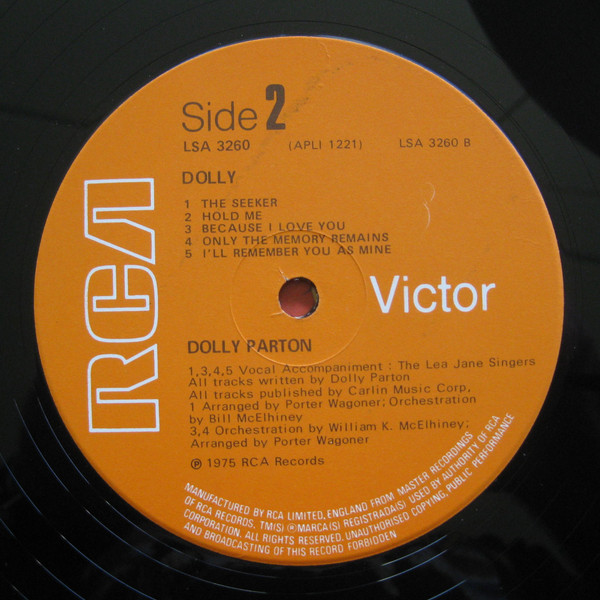 Side 2
LSA 3260 (APLI 1221) LSA 3260 B
DOLLY
1 THE SEEKER
2 HOLD ME
3 BECAUSE I LOVE YOU
4 ONLY THE MEMORY REMAINS
5 I'LL REMEMBER YOU AS MINE
RCA
Victor
DOLLY PARTON
1,3,4,5 Vocal Accompaniment : The Lea Jane Singers
All tracks written by Dolly Parton
All tracks published by Carlin Music Corp.
1 Arranged by Porter Wagoner; Orchestration
by Bill McElhiney
3,4 Orchestration by William K. McElhiney;
Arranged by Porter Wagoner
℗ 1975 RCA Records
MANUFACTURED BY RCA LIMITED, ENGLAND FROM MASTER RECORDINGS
OF RCA RECORDS. TM(S) ® MARCA(S) REGISTRADA(S) USED BY AUTHORITY OF RCA
CORPORATION. ALL RIGHTS RESERVED. UNAUTHORISED COPYING, PUBLIC PERFORMANCE
AND BROADCASTING OF THIS RECORD FORBIDDEN